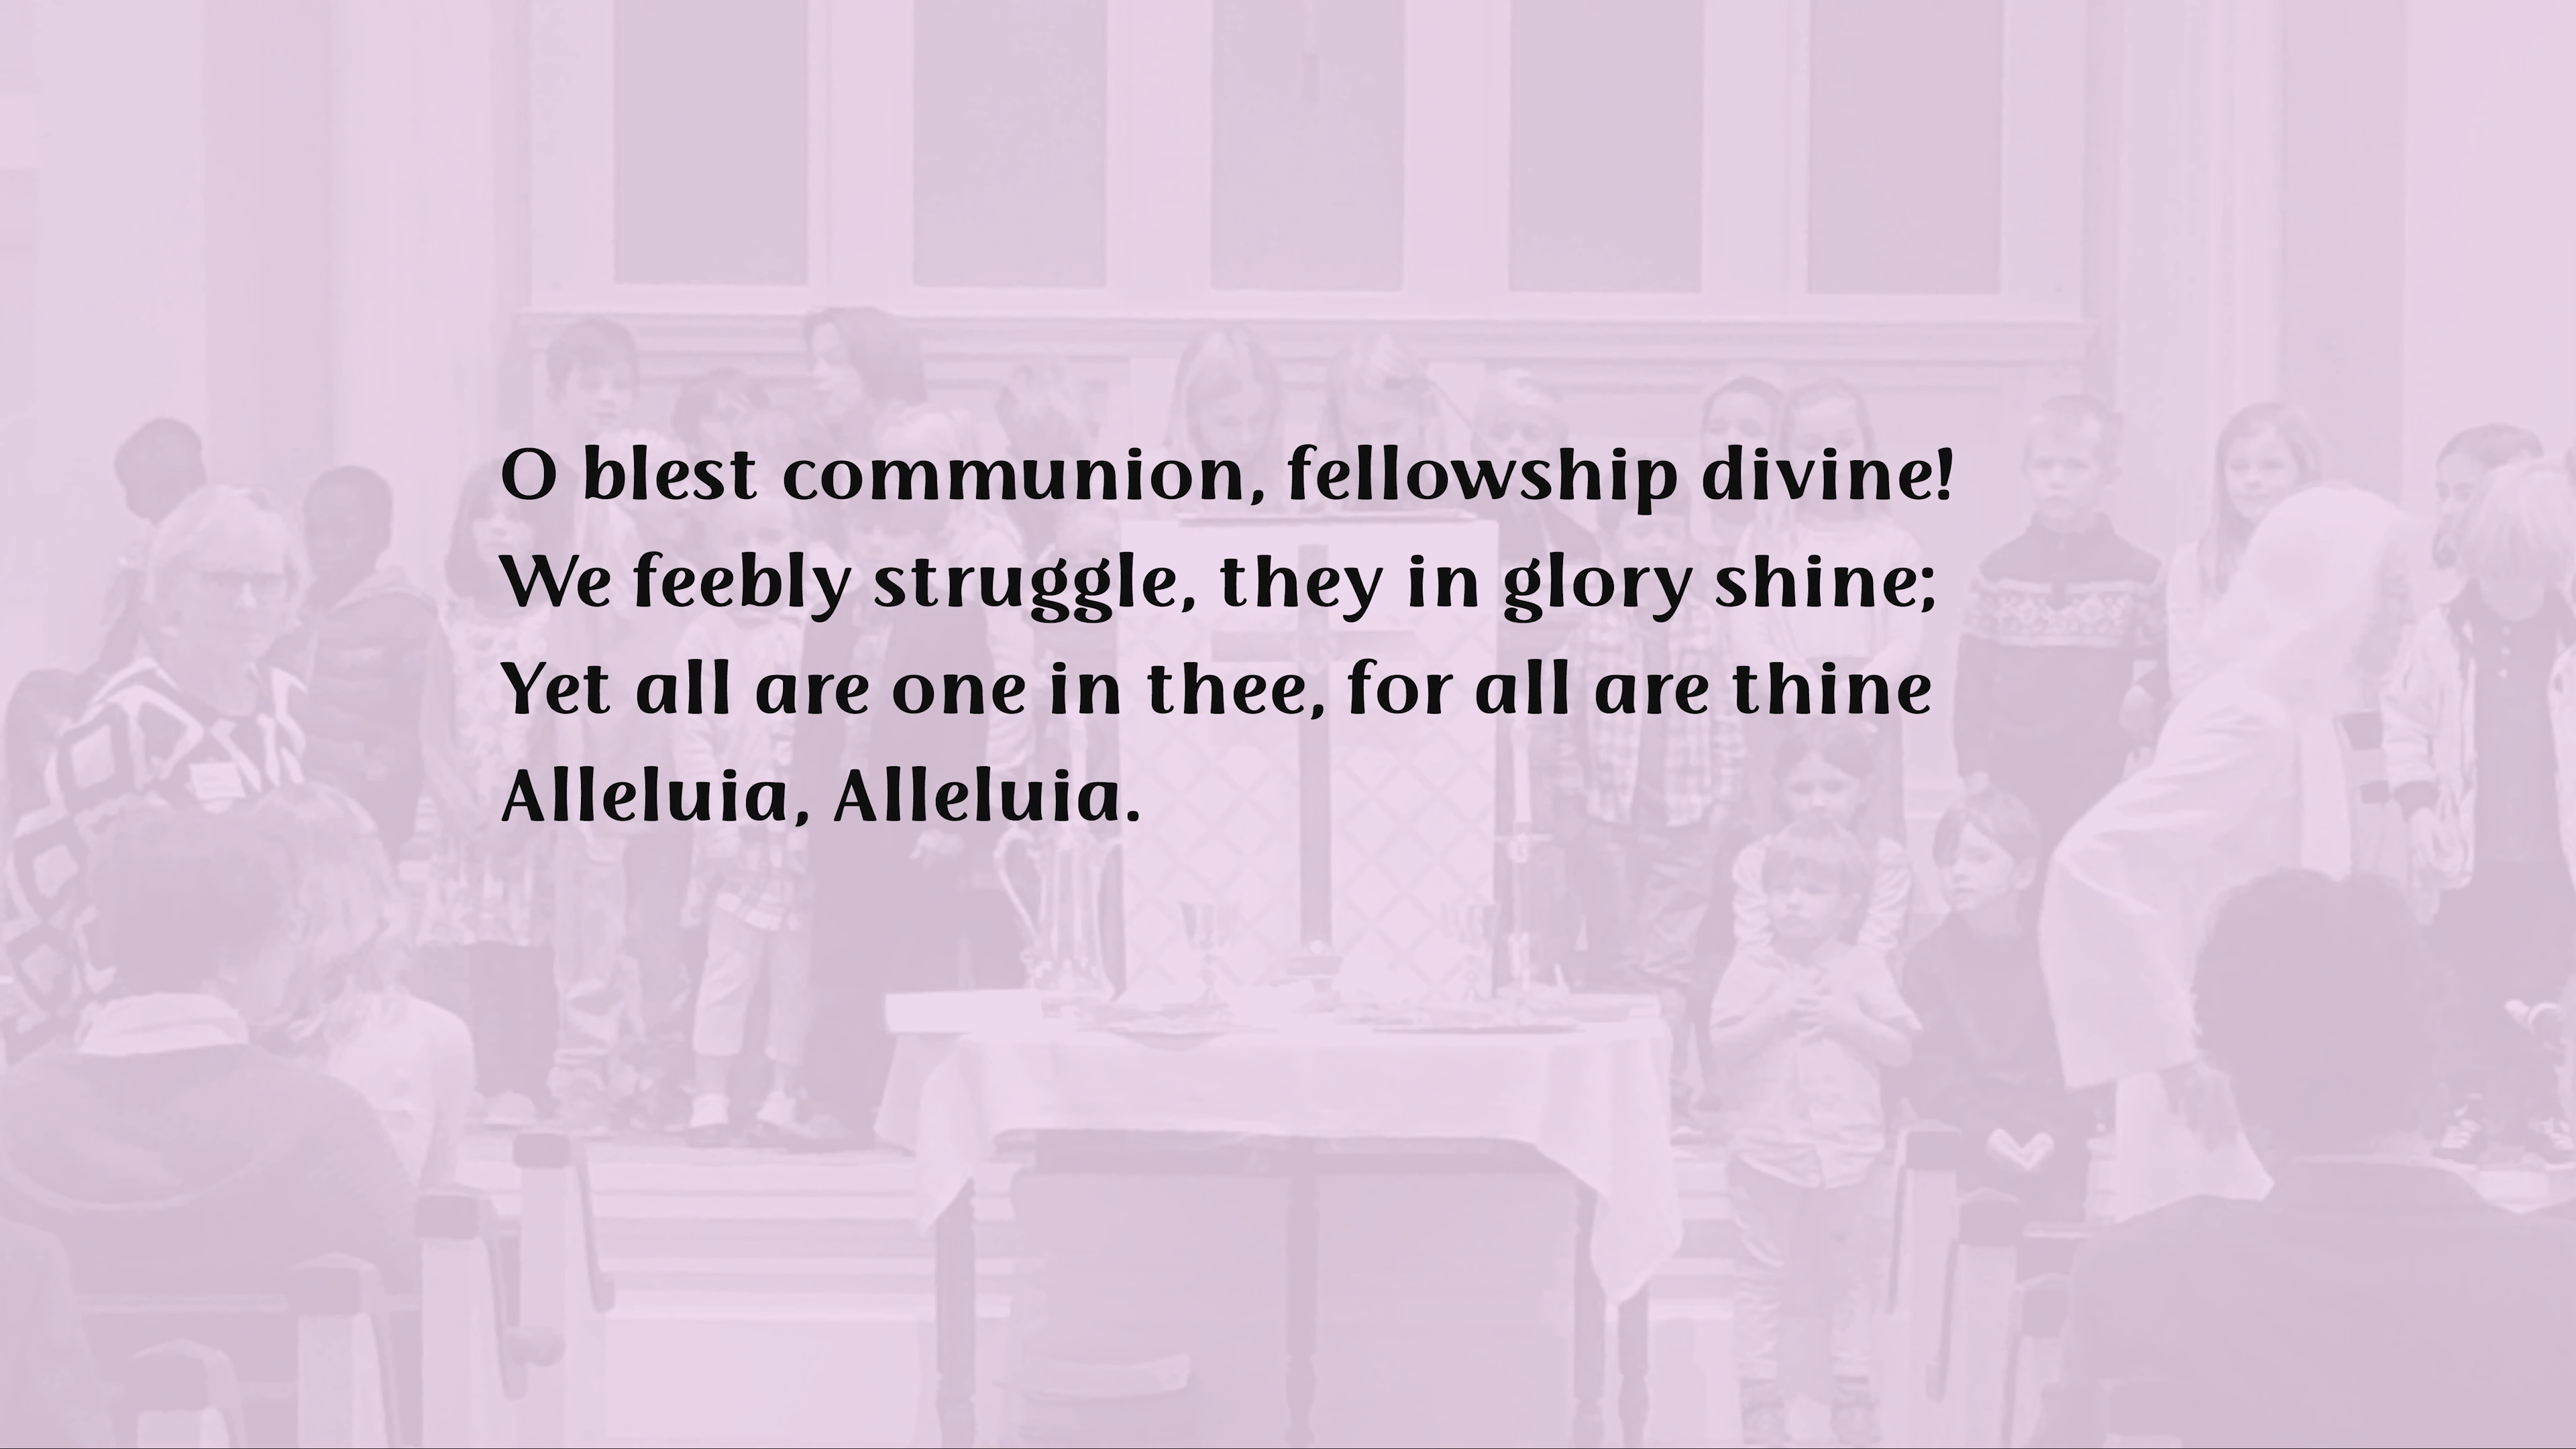 O blest communion, fellowship divine!
We feebly struggle, they in glory shine;
Yet all are one in thee, for all are thine
Alleluia, Alleluia.